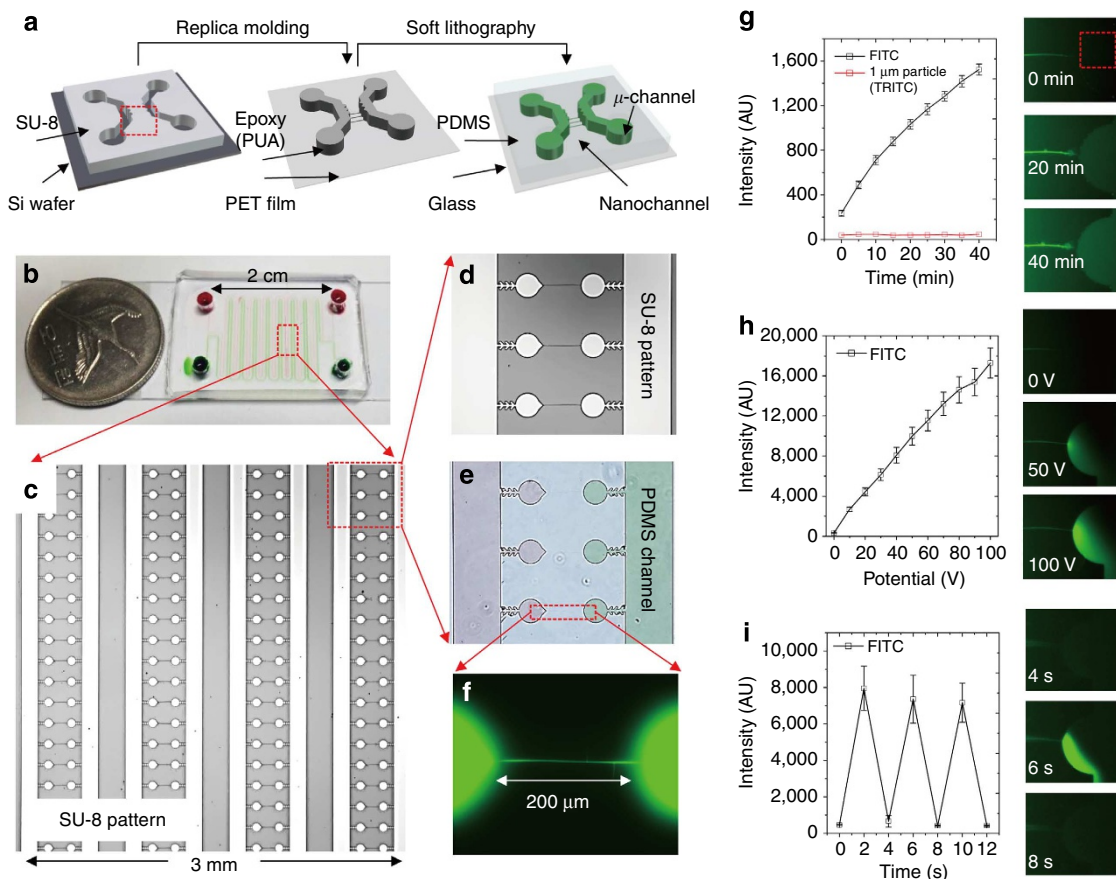 a
Replica molding
Soft lithography
SU-8
Si wafer
Epoxy
(PUA)
PET film
PDMS
Glass
μ-channel
Nanochannel
b
2 cm
c
SU-8 pattern
3 mm
d
SU-8 pattern
e
PDMS channel
f
200 μm
g
Intensity (AU)
1,600
1,200
800
400
0
FITC
1 μm particle
(TRITC)
0 10 20 30 40
Time (min)
0 min
20 min
40 min
h
Intensity (AU)
20,000
16,000
12,000
8,000
4,000
0
FITC
0 20 40 60 80 100
Potential (V)
0 V
50 V
100 V
i
Intensity (AU)
10,000
8,000
6,000
4,000
2,000
0
FITC
0 2 4 6 8 10 12
Time (s)
4 s
6 s
8 s